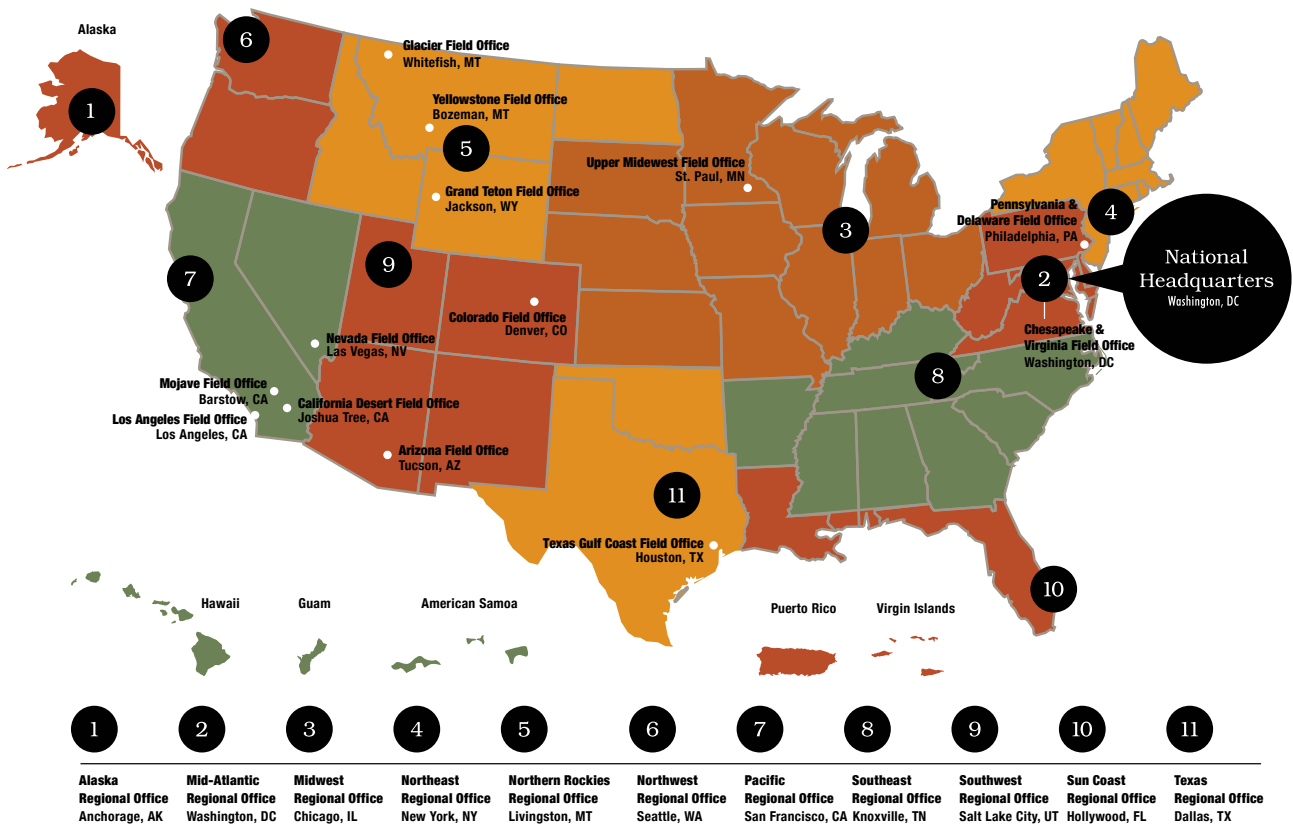 Alaska
1
6
Glacier Field Office
Whitefish, MT
Yellowstone Field Office
Bozeman, MT
5
Grand Teton Field Office
Jackson, WY
Upper Midwest Field Office
St. Paul, MN
3
Pennsylvania &
Delaware Field Office
Philadelphia, PA
4
National
Headquarters
Washington, DC
2
Chesapeake &
Virginia Field Office
Washington, DC
7
9
Colorado Field Office
Denver, CO
Nevada Field Office
Las Vegas, NV
Mojave Field Office
Barstow, CA
California Desert Field Office
Joshua Tree, CA
Los Angeles Field Office
Los Angeles, CA
Arizona Field Office
Tucson, AZ
8
11
Texas Gulf Coast Field Office
Houston, TX
10
Hawaii
Guam
American Samoa
Puerto Rico
Virgin Islands
1
Alaska
Regional Office
Anchorage, AK
2
Mid-Atlantic
Regional Office
Washington, DC
3
Midwest
Regional Office
Chicago, IL
4
Northeast
Regional Office
New York, NY
5
Northern Rockies
Regional Office
Livingston, MT
6
Northwest
Regional Office
Seattle, WA
7
Pacific
Regional Office
San Francisco, CA
8
Southeast
Regional Office
Knoxville, TN
9
Southwest
Regional Office
Salt Lake City, UT
10
Sun Coast
Regional Office
Hollywood, FL
11
Texas
Regional Office
Dallas, TX